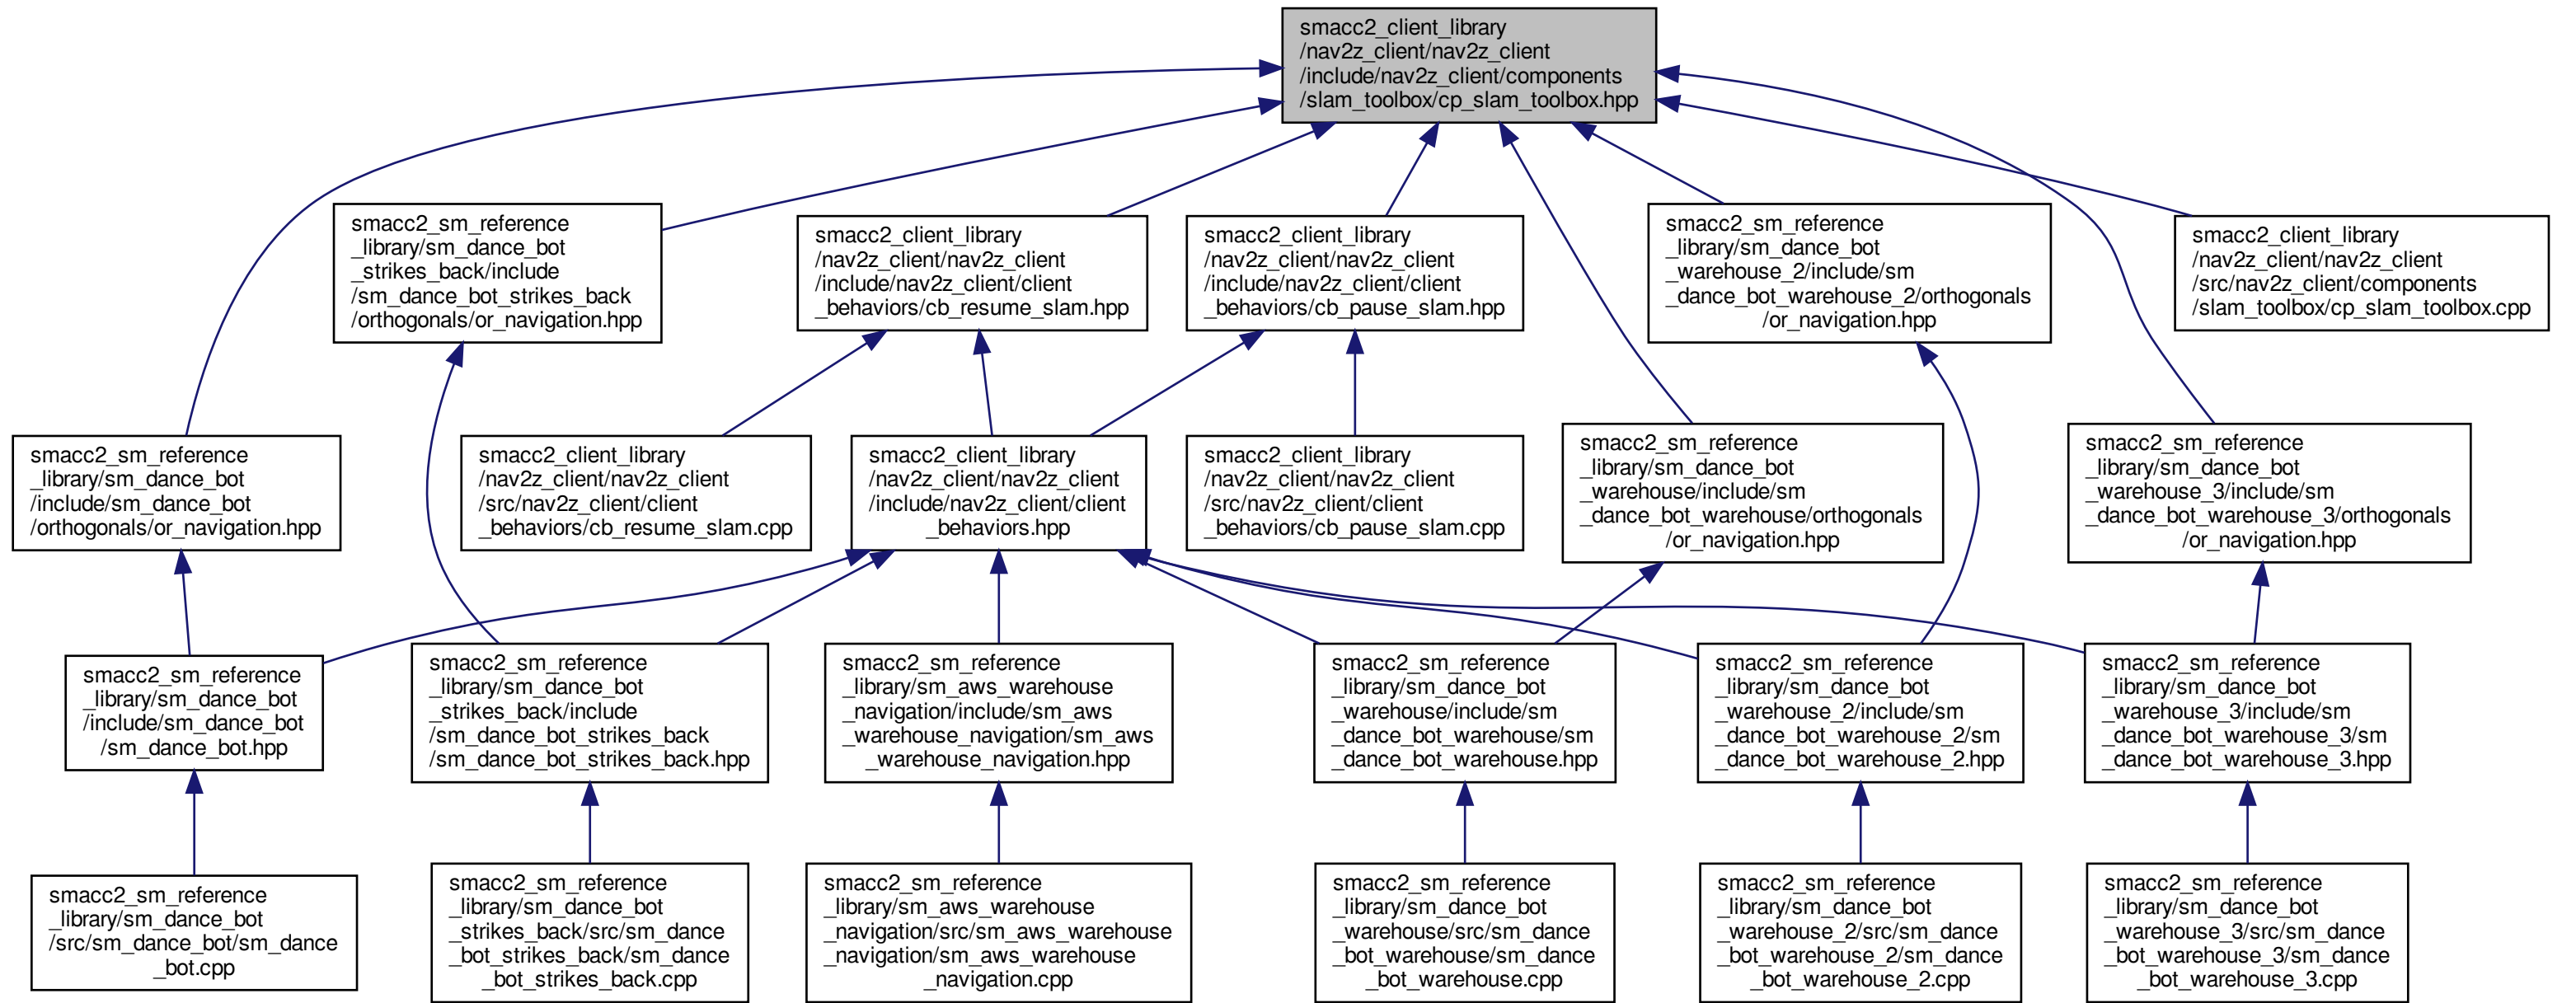 smacc2_client_library
/nav2z_client/nav2z_client
/include/nav2z_client/components
/slam_toolbox/cp_slam_toolbox.hpp
smacc2_sm_reference
_library/sm_dance_bot
_strikes_back/include
/sm_dance_bot_strikes_back
/orthogonals/or_navigation.hpp
smacc2_client_library
/nav2z_client/nav2z_client
/include/nav2z_client/client
_behaviors/cb_resume_slam.hpp
smacc2_client_library
/nav2z_client/nav2z_client
/include/nav2z_client/client
_behaviors/cb_pause_slam.hpp
smacc2_sm_reference
_library/sm_dance_bot
_warehouse_2/include/sm
_dance_bot_warehouse_2/orthogonals
/or_navigation.hpp
smacc2_client_library
/nav2z_client/nav2z_client
/src/nav2z_client/components
/slam_toolbox/cp_slam_toolbox.cpp
smacc2_sm_reference
_library/sm_dance_bot
/include/sm_dance_bot
/orthogonals/or_navigation.hpp
smacc2_client_library
/nav2z_client/nav2z_client
/src/nav2z_client/client
_behaviors/cb_resume_slam.cpp
smacc2_client_library
/nav2z_client/nav2z_client
/include/nav2z_client/client
_behaviors.hpp
smacc2_client_library
/nav2z_client/nav2z_client
/src/nav2z_client/client
_behaviors/cb_pause_slam.cpp
smacc2_sm_reference
_library/sm_dance_bot
_warehouse/include/sm
_dance_bot_warehouse/orthogonals
/or_navigation.hpp
smacc2_sm_reference
_library/sm_dance_bot
_warehouse_3/include/sm
_dance_bot_warehouse_3/orthogonals
/or_navigation.hpp
smacc2_sm_reference
_library/sm_dance_bot
/include/sm_dance_bot
/sm_dance_bot.hpp
smacc2_sm_reference
_library/sm_dance_bot
_strikes_back/include
/sm_dance_bot_strikes_back
/sm_dance_bot_strikes_back.hpp
smacc2_sm_reference
_library/sm_aws_warehouse
_navigation/include/sm_aws
_warehouse_navigation/sm_aws
_warehouse_navigation.hpp
smacc2_sm_reference
_library/sm_dance_bot
_warehouse/include/sm
_dance_bot_warehouse/sm
_dance_bot_warehouse.hpp
smacc2_sm_reference
_library/sm_dance_bot
_warehouse_2/include/sm
_dance_bot_warehouse_2/sm
_dance_bot_warehouse_2.hpp
smacc2_sm_reference
_library/sm_dance_bot
_warehouse_3/include/sm
_dance_bot_warehouse_3/sm
_dance_bot_warehouse_3.hpp
smacc2_sm_reference
_library/sm_dance_bot
/src/sm_dance_bot/sm_dance
_bot.cpp
smacc2_sm_reference
_library/sm_dance_bot
_strikes_back/src/sm_dance
_bot_strikes_back/sm_dance
_bot_strikes_back.cpp
smacc2_sm_reference
_library/sm_aws_warehouse
_navigation/src/sm_aws_warehouse
_navigation/sm_aws_warehouse
_navigation.cpp
smacc2_sm_reference
_library/sm_dance_bot
_warehouse/src/sm_dance
_bot_warehouse/sm_dance
_bot_warehouse.cpp
smacc2_sm_reference
_library/sm_dance_bot
_warehouse_2/src/sm_dance
_bot_warehouse_2/sm_dance
_bot_warehouse_2.cpp
smacc2_sm_reference
_library/sm_dance_bot
_warehouse_3/src/sm_dance
_bot_warehouse_3/sm_dance
_bot_warehouse_3.cpp